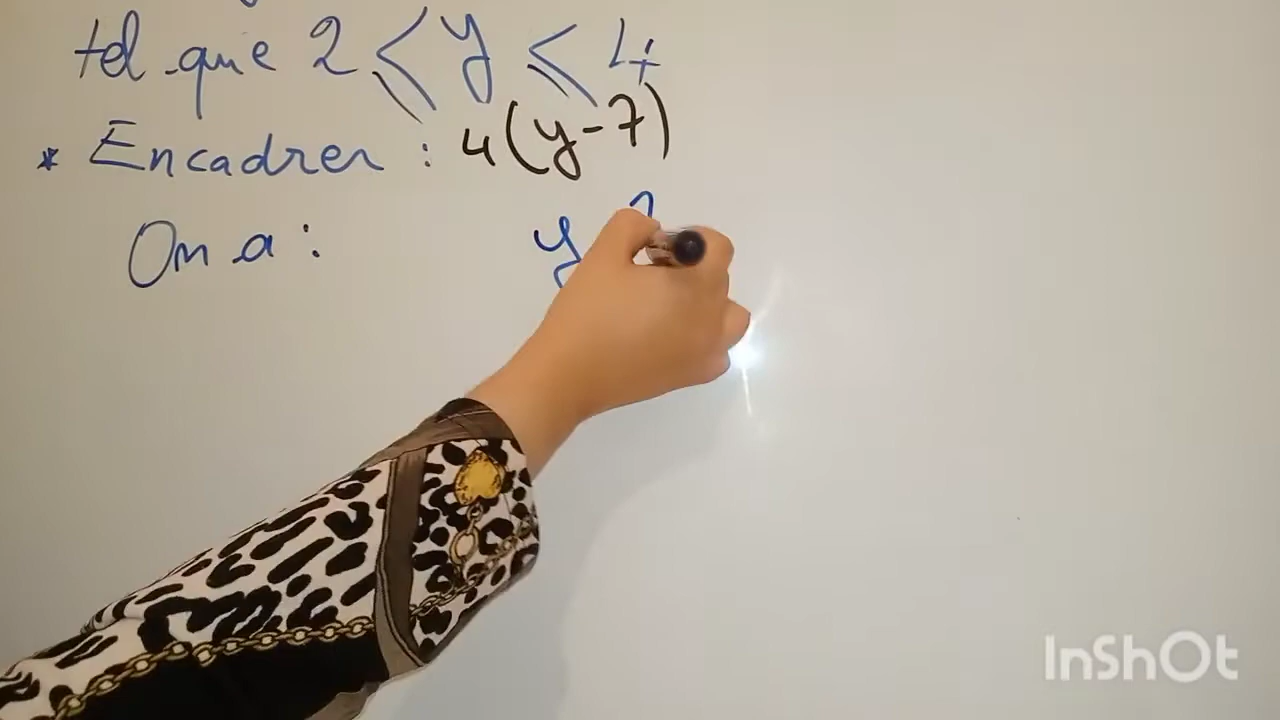 tel que 2 ≤ y ≤ 4
* Encadrer : 4(y-7)
On a : y
InShOt